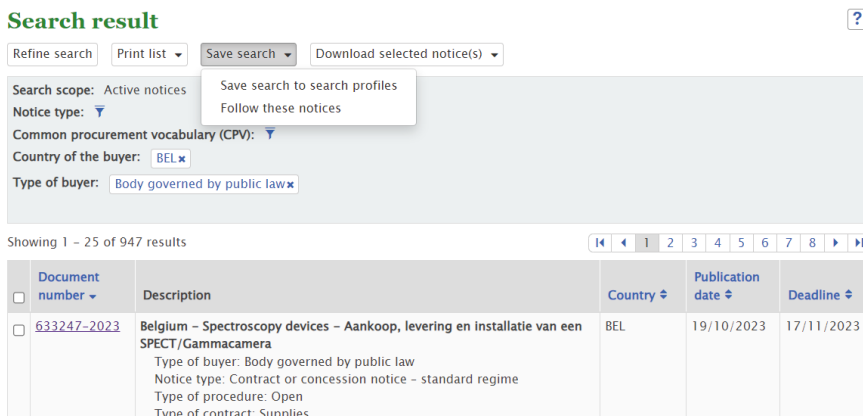 Search result
?
Refine search Print list Save search Download selected notice(s)
Save search to search profiles
Follow these notices
Search scope: Active notices
Notice type:
Common procurement vocabulary (CPV):
Country of the buyer: BEL x
Type of buyer: Body governed by public law x
Showing 1 – 25 of 947 results 1 2 3 4 5 6 7 8
Document number Description Country Publication date Deadline
633247-2023 Belgium – Spectroscopy devices – Aankoop, levering en installatie van een BEL 19/10/2023 17/11/2023
SPECT/Gammacamera
Type of buyer: Body governed by public law
Notice type: Contract or concession notice – standard regime
Type of procedure: Open
Type of contract: Supplies